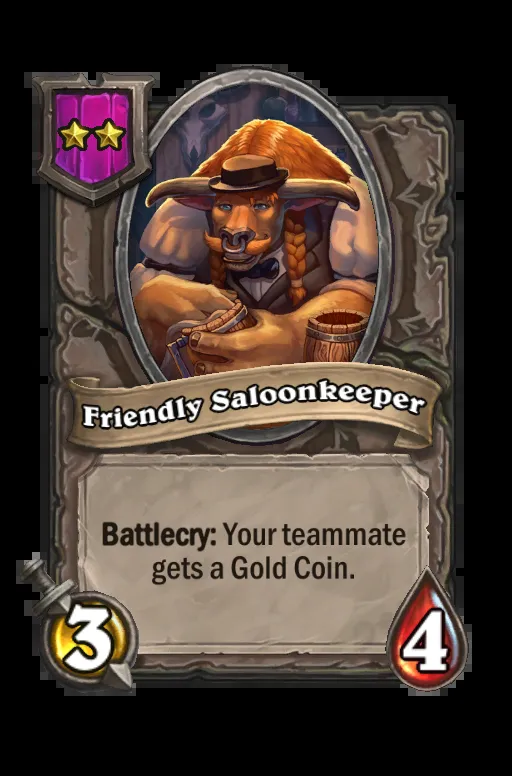 Friendly Saloonkeeper
Battlecry: Your teammate
gets a Gold Coin.
3
4